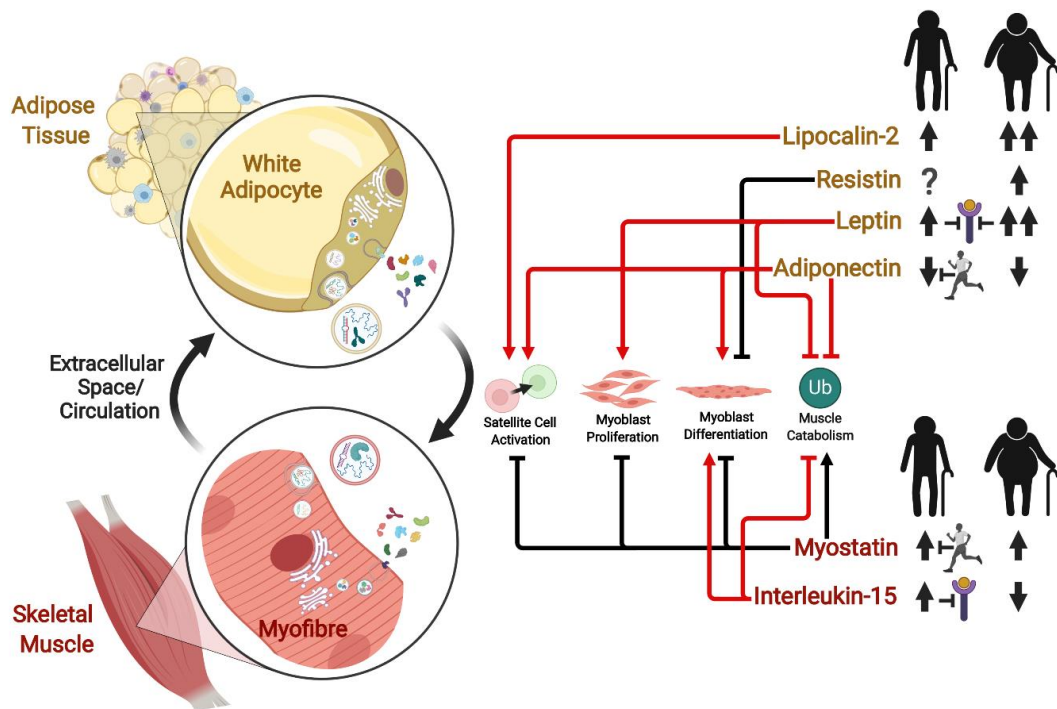 Adipose
Tissue
White
Adipocyte
Extracellular
Space/
Circulation
Skeletal
Muscle
Myofibre
Lipocalin-2
Resistin
?
Leptin
Adiponectin
Satellite Cell
Activation
Myoblast
Proliferation
Myoblast
Differentiation
Ub
Muscle
Catabolism
Myostatin
Interleukin-15